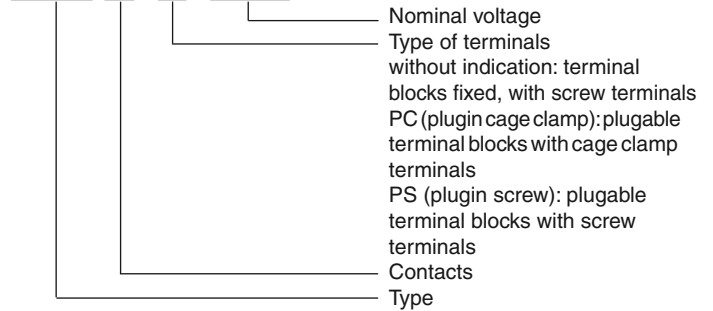 Nominal voltage
Type of terminals
without indication: terminal
blocks fixed, with screw terminals
PC (plugin cage clamp): plugable
terminal blocks with cage clamp
terminals
PS (plugin screw): plugable
terminal blocks with screw
terminals
Contacts
Type